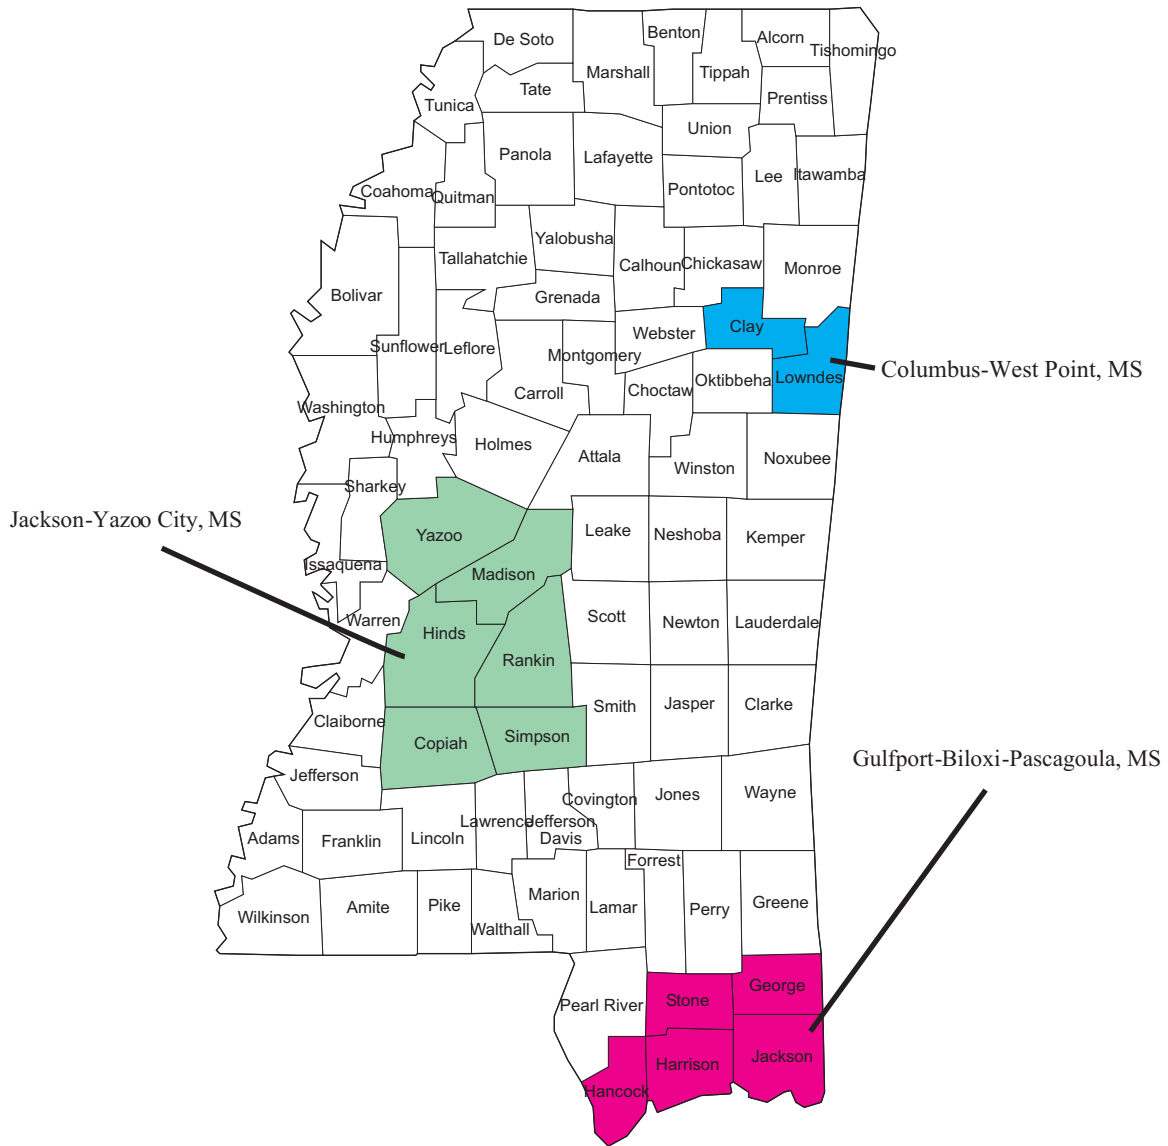 Benton
Alcorn
De Soto
Tishomingo
Marshall
Tippah
Tate
Prentiss
Tunica
Union
Panola
Lafayette
Lee
Itawamba
Pontotoc
Coahoma
Quitman
Yalobusha
Tallahatchie
Calhoun
Chickasaw
Monroe
Bolivar
Grenada
Clay
Webster
Sunflower
Leflore
Montgomery
Columbus-West Point, MS
Lowndes
Oktibbeha
Choctaw
Carroll
Washington
Humphreys
Holmes
Attala
Noxubee
Winston
Sharkey
Jackson-Yazoo City, MS
Yazoo
Leake
Neshoba
Kemper
Issaquena
Madison
Warren
Scott
Newton
Lauderdale
Hinds
Rankin
Smith
Jasper
Clarke
Claiborne
Copiah
Simpson
Gulfport-Biloxi-Pascagoula, MS
Jefferson
Covington
Jones
Wayne
Lawrence
Jefferson
Davis
Adams
Franklin
Lincoln
Forrest
Marion
Lamar
Perry
Greene
Wilkinson
Amite
Pike
Walthall
George
Stone
Pearl River
Jackson
Harrison
Hancock